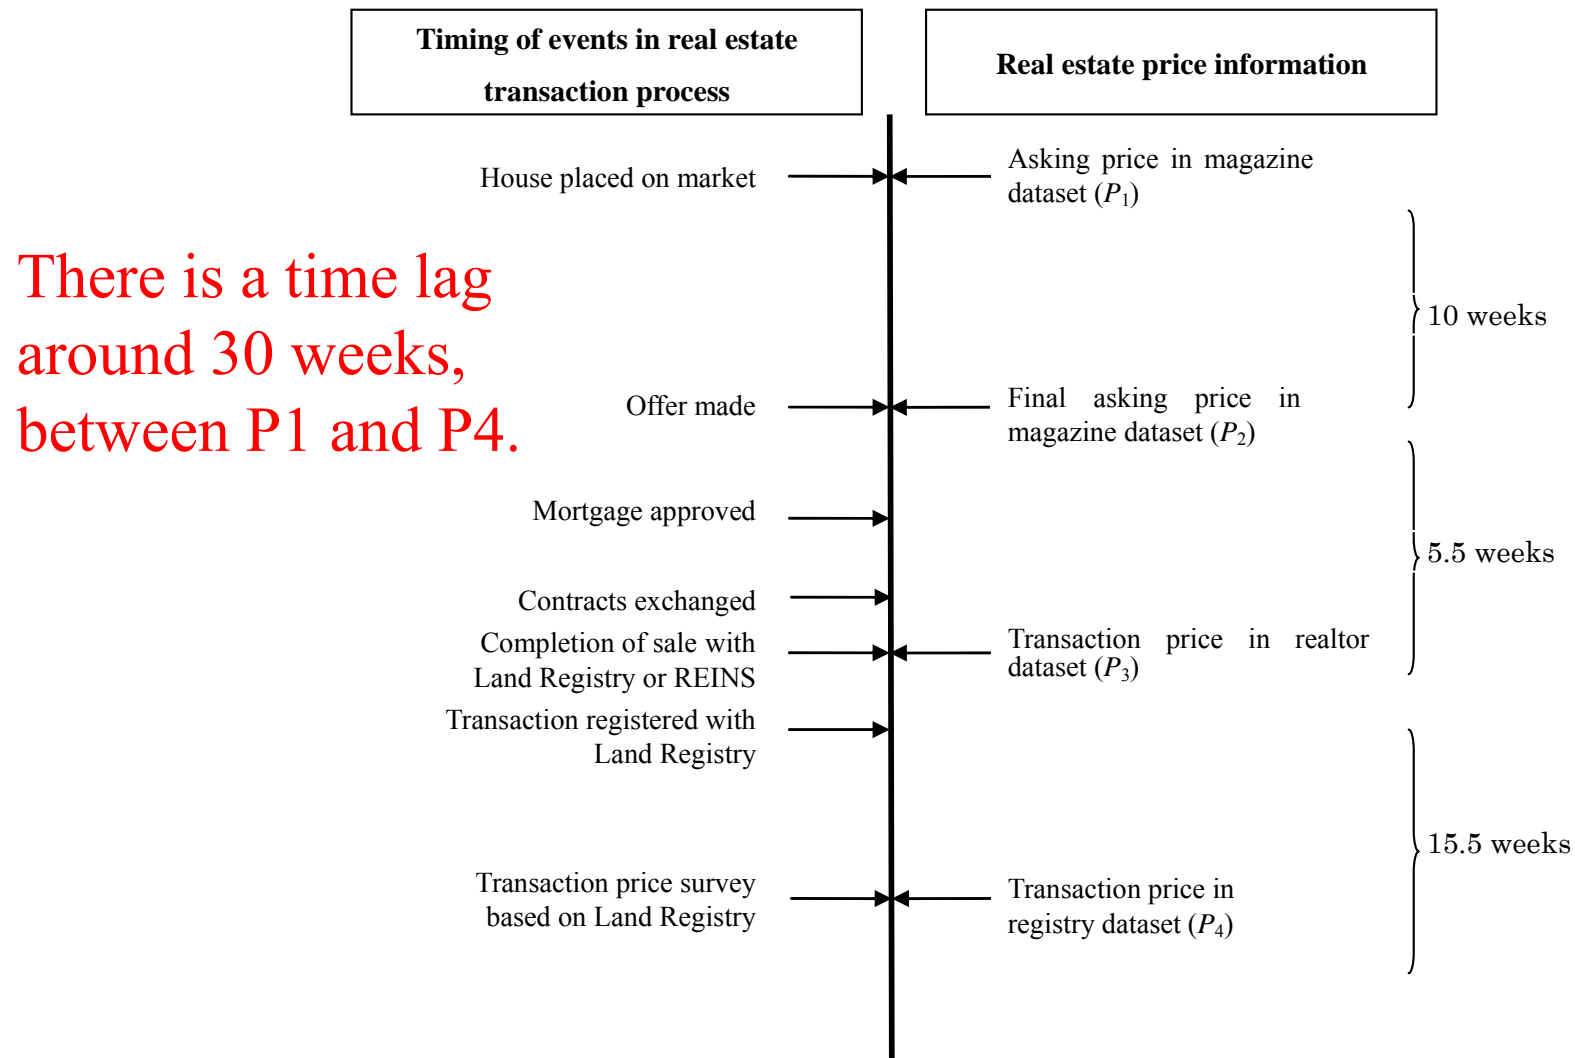 Timing of events in real estate
transaction process
Real estate price information
House placed on market
Asking price in magazine
dataset (P1)
There is a time lag
around 30 weeks,
between P1 and P4.
10 weeks
Offer made
Final asking price in
magazine dataset (P2)
Mortgage approved
5.5 weeks
Contracts exchanged
Completion of sale with
Land Registry or REINS
Transaction price in realtor
dataset (P3)
Transaction registered with
Land Registry
15.5 weeks
Transaction price survey
based on Land Registry
Transaction price in
registry dataset (P4)